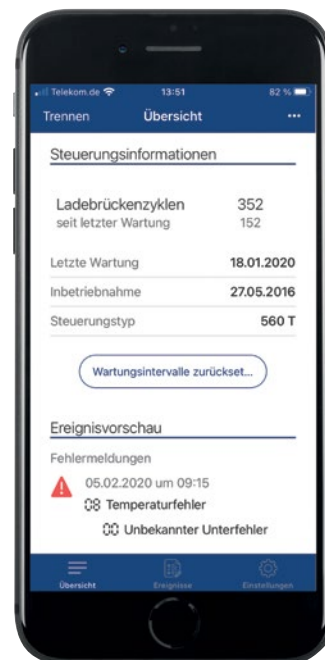 Telekom.de 13:51 82 %
Trennen Übersicht ...
Steuerungsinformationen
Ladebrückenzyklen 352
seit letzter Wartung 152
Letzte Wartung 18.01.2020
Inbetriebnahme 27.05.2016
Steuerungstyp 560 T
Wartungsintervalle zurückset...
Ereignisvorschau
Fehlermeldungen
05.02.2020 um 09:15
08 Temperaturfehler
00 Unbekannter Unterfehler
Übersicht Ereignisse Einstellungen